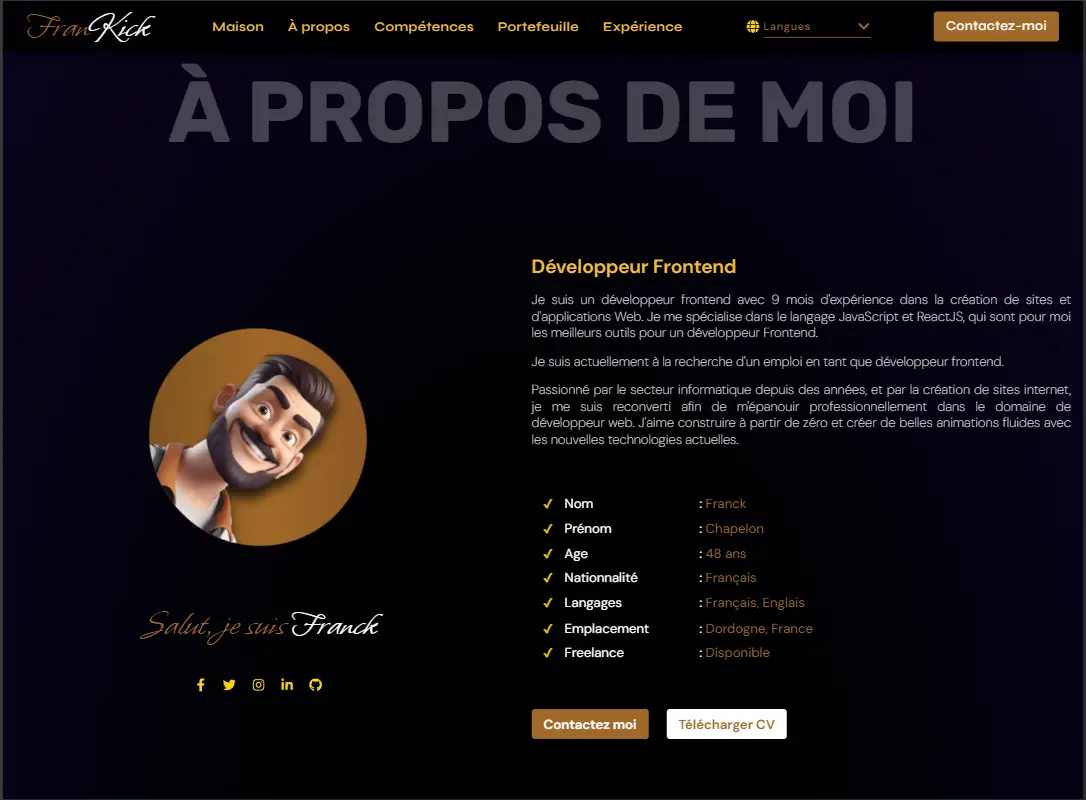 FranKick
Maison À propos Compétences Portefeuille Expérience Langues Contactez-moi
À PROPOS DE MOI
Développeur Frontend
Je suis un développeur frontend avec 9 mois d'expérience dans la création de sites et
d'applications Web. Je me spécialise dans le langage JavaScript et ReactJS, qui sont pour moi
les meilleurs outils pour un développeur Frontend.
Je suis actuellement à la recherche d'un emploi en tant que développeur frontend.
Passionné par le secteur informatique depuis des années, et par la création de sites internet,
je me suis reconverti afin de m'épanouir professionnellement dans le domaine de
développeur web. J'aime construire à partir de zéro et créer de belles animations fluides avec
les nouvelles technologies actuelles.
Nom : Franck
Prénom : Chapelon
Age : 48 ans
Nationnalité : Français
Langages : Français, Englais
Emplacement : Dordogne, France
Freelance : Disponible
Salut, je suis Franck
Contactez moi Télécharger CV